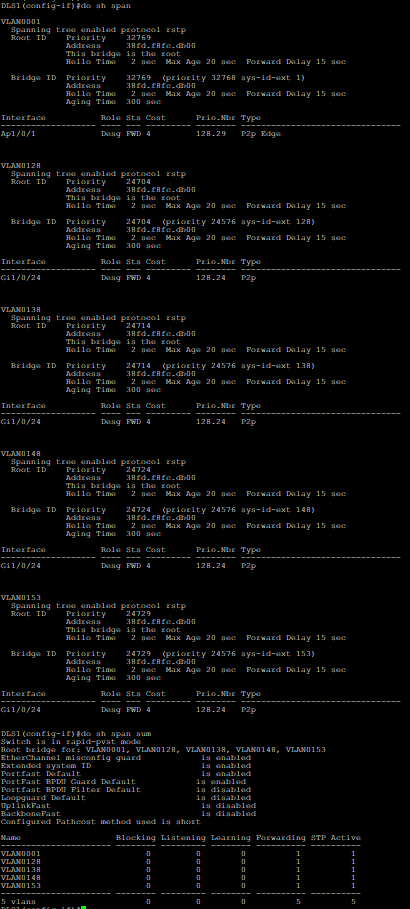 DLS1(config-if)#do sh span
VLAN0001
Spanning tree enabled protocol rstp
Root ID Priority 32769
Address 38fd.f8fc.db00
This bridge is the root
Hello Time 2 sec Max Age 20 sec Forward Delay 15 sec
Bridge ID Priority 32769 (priority 32768 sys-id-ext 1)
Address 38fd.f8fc.db00
Hello Time 2 sec Max Age 20 sec Forward Delay 15 sec
Aging Time 300 sec
Interface Role Sts Cost Prio.Nbr Type
------------------- ---- --- --------- -------- --------------------------------
Ap1/0/1 Desg FWD 4 128.29 P2p Edge
VLAN0128
Spanning tree enabled protocol rstp
Root ID Priority 24704
Address 38fd.f8fc.db00
This bridge is the root
Hello Time 2 sec Max Age 20 sec Forward Delay 15 sec
Bridge ID Priority 24704 (priority 24576 sys-id-ext 128)
Address 38fd.f8fc.db00
Hello Time 2 sec Max Age 20 sec Forward Delay 15 sec
Aging Time 300 sec
Interface Role Sts Cost Prio.Nbr Type
------------------- ---- --- --------- -------- --------------------------------
Gi1/0/24 Desg FWD 4 128.24 P2p
VLAN0138
Spanning tree enabled protocol rstp
Root ID Priority 24714
Address 38fd.f8fc.db00
This bridge is the root
Hello Time 2 sec Max Age 20 sec Forward Delay 15 sec
Bridge ID Priority 24714 (priority 24576 sys-id-ext 138)
Address 38fd.f8fc.db00
Hello Time 2 sec Max Age 20 sec Forward Delay 15 sec
Aging Time 300 sec
Interface Role Sts Cost Prio.Nbr Type
------------------- ---- --- --------- -------- --------------------------------
Gi1/0/24 Desg FWD 4 128.24 P2p
VLAN0148
Spanning tree enabled protocol rstp
Root ID Priority 24724
Address 38fd.f8fc.db00
This bridge is the root
Hello Time 2 sec Max Age 20 sec Forward Delay 15 sec
Bridge ID Priority 24724 (priority 24576 sys-id-ext 148)
Address 38fd.f8fc.db00
Hello Time 2 sec Max Age 20 sec Forward Delay 15 sec
Aging Time 300 sec
Interface Role Sts Cost Prio.Nbr Type
------------------- ---- --- --------- -------- --------------------------------
Gi1/0/24 Desg FWD 4 128.24 P2p
VLAN0153
Spanning tree enabled protocol rstp
Root ID Priority 24729
Address 38fd.f8fc.db00
This bridge is the root
Hello Time 2 sec Max Age 20 sec Forward Delay 15 sec
Bridge ID Priority 24729 (priority 24576 sys-id-ext 153)
Address 38fd.f8fc.db00
Hello Time 2 sec Max Age 20 sec Forward Delay 15 sec
Aging Time 300 sec
Interface Role Sts Cost Prio.Nbr Type
------------------- ---- --- --------- -------- --------------------------------
Gi1/0/24 Desg FWD 4 128.24 P2p
DLS1(config-if)#do sh span sum
Switch is in rapid-pvst mode
Root bridge for: VLAN0001, VLAN0128, VLAN0138, VLAN0148, VLAN0153
EtherChannel misconfig guard is enabled
Extended system ID is enabled
Portfast Default is enabled
PortFast BPDU Guard Default is enabled
Portfast BPDU Filter Default is disabled
Loopguard Default is disabled
UplinkFast is disabled
BackboneFast is disabled
Configured Pathcost method used is short
Name Blocking Listening Learning Forwarding STP Active
---------------------- -------- --------- -------- ---------- ----------
VLAN0001 0 0 0 1 1
VLAN0128 0 0 0 1 1
VLAN0138 0 0 0 1 1
VLAN0148 0 0 0 1 1
VLAN0153 0 0 0 1 1
---------------------- -------- --------- -------- ---------- ----------
5 vlans 0 0 0 5 5
DLS1(config-if)#